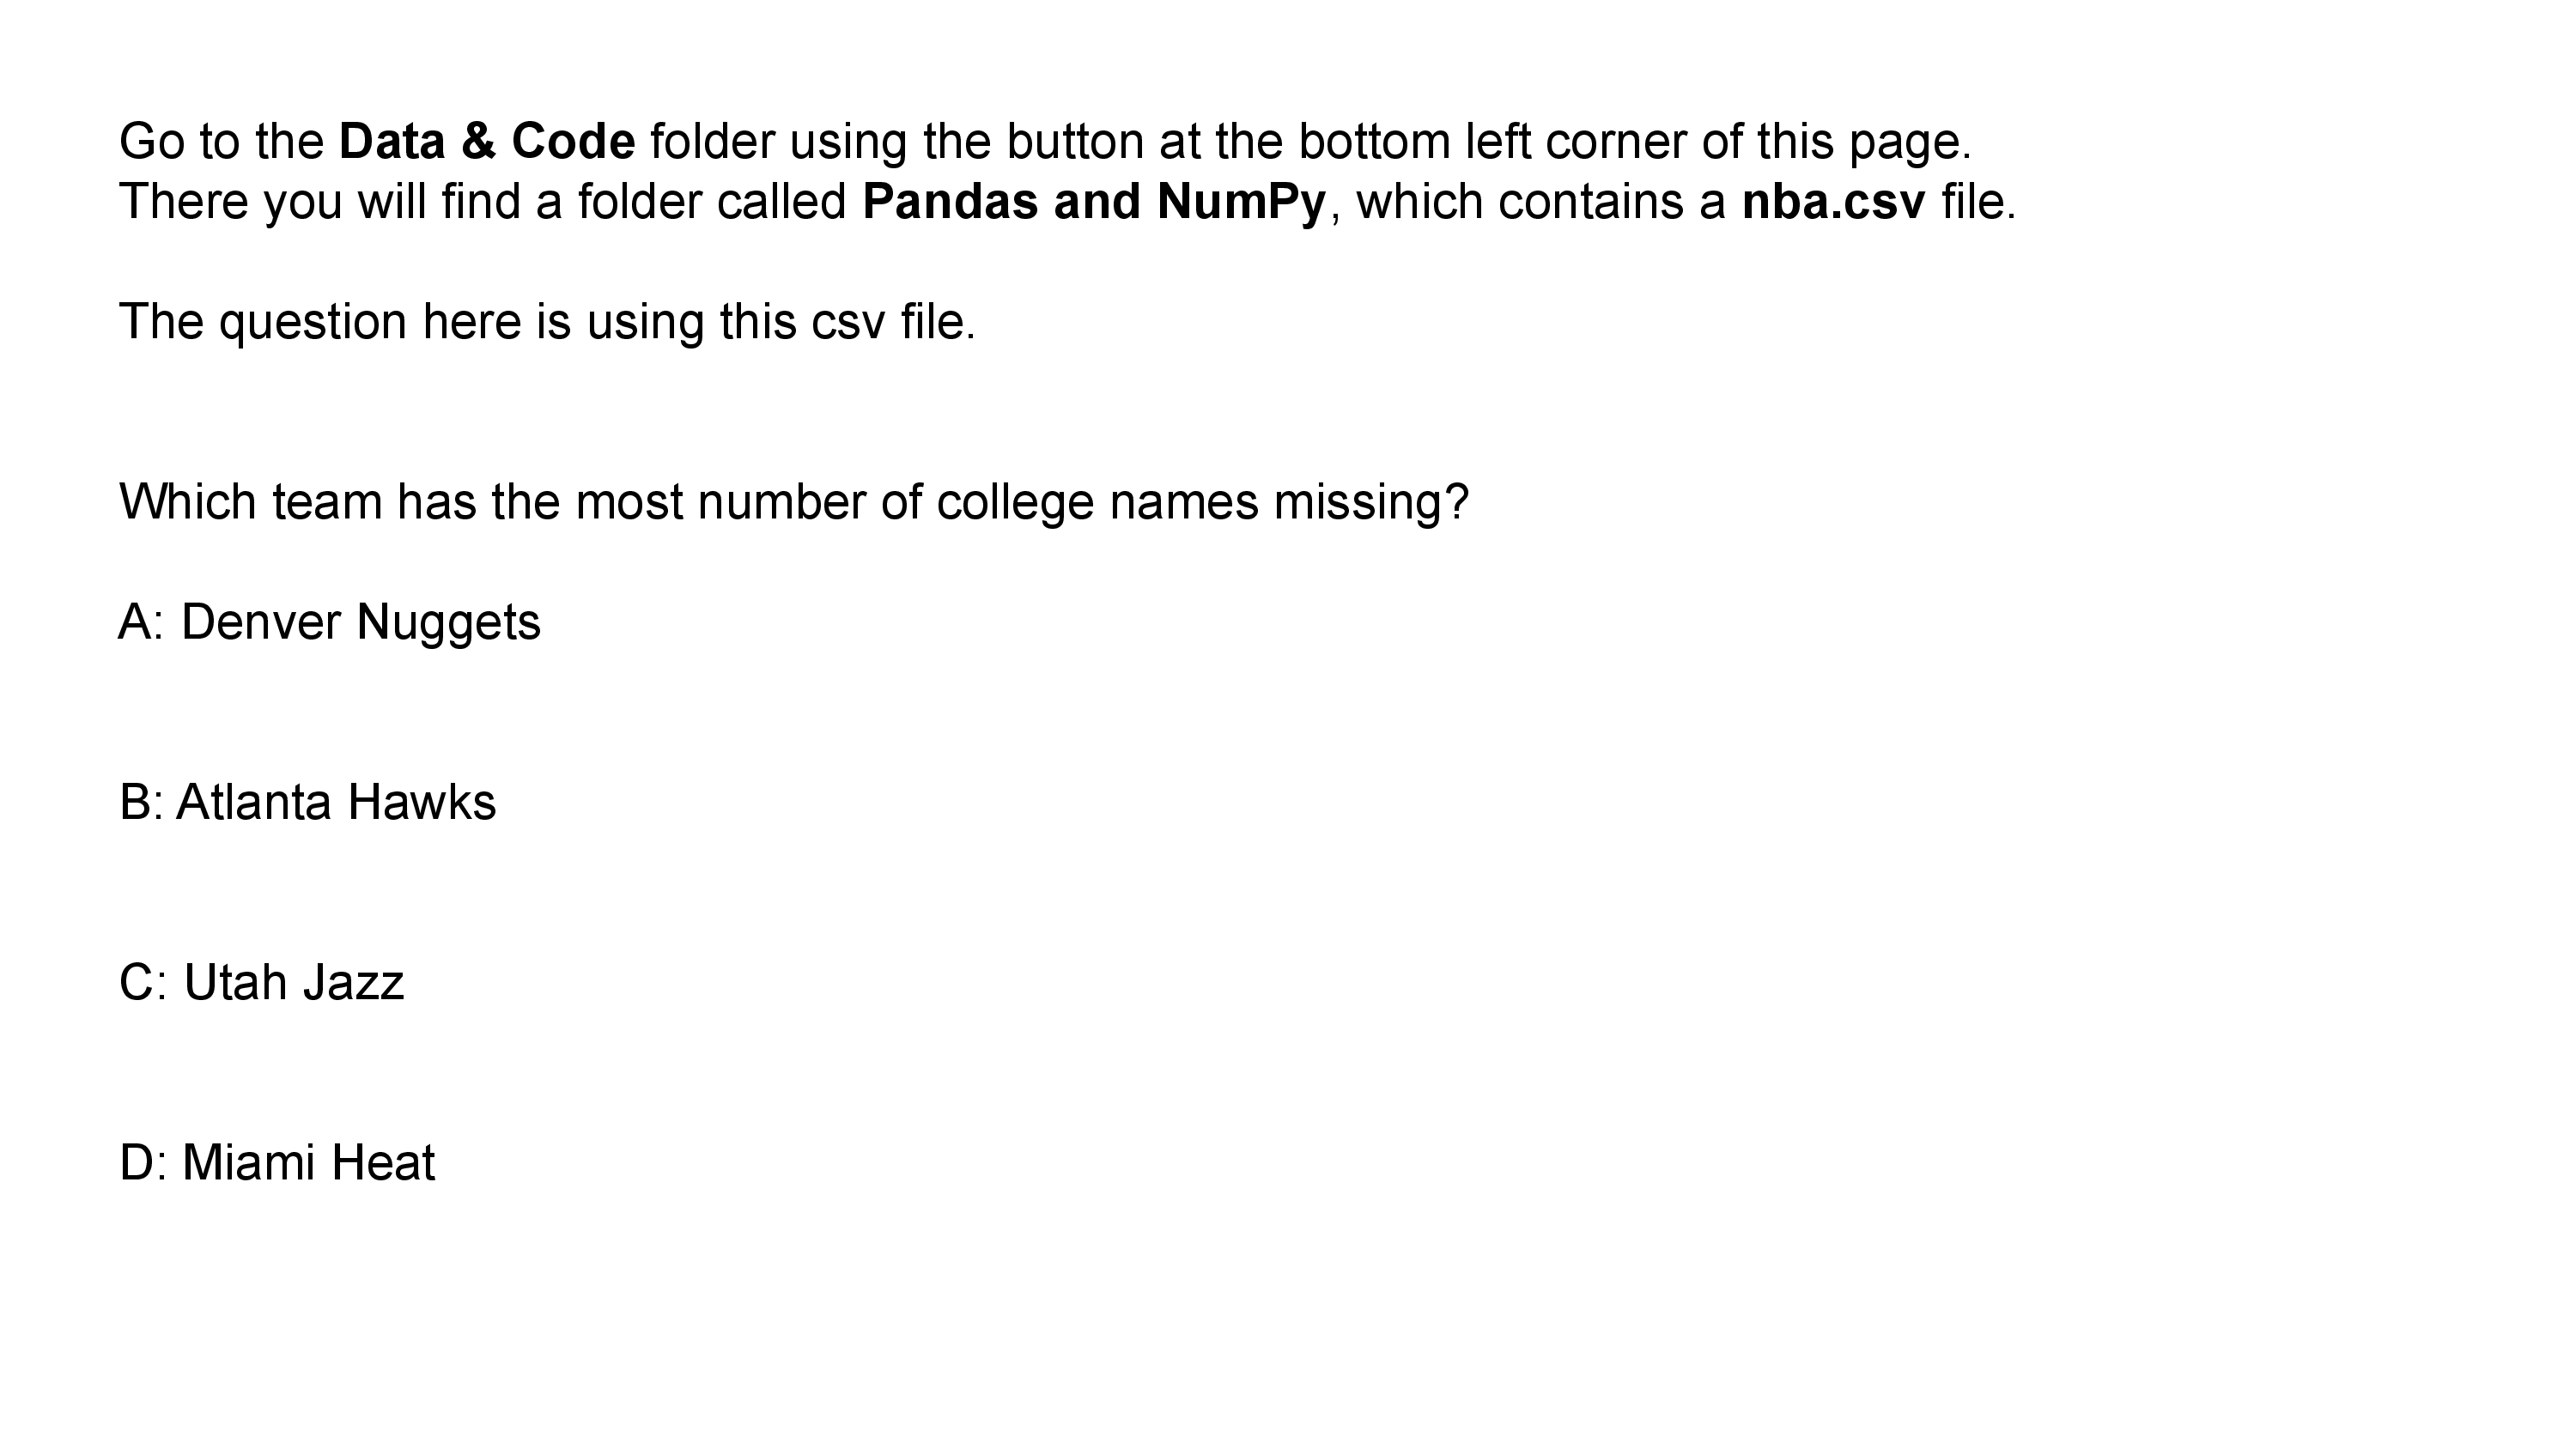 Go to the Data & Code folder using the button at the bottom left corner of this page.
There you will find a folder called Pandas and NumPy, which contains a nba.csv file.
The question here is using this csv file.
Which team has the most number of college names missing?
A: Denver Nuggets
B: Atlanta Hawks
C: Utah Jazz
D: Miami Heat